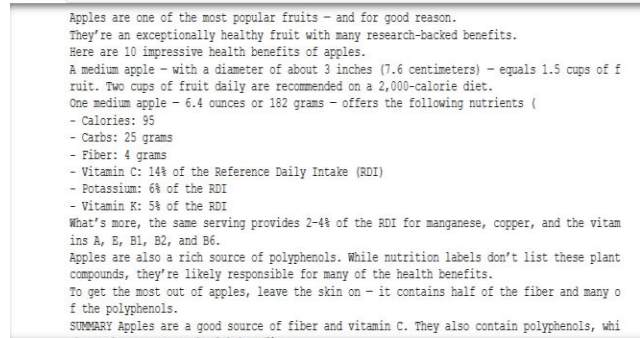 Apples are one of the most popular fruits — and for good reason.
They're an exceptionally healthy fruit with many research-backed benefits.
Here are 10 impressive health benefits of apples.
A medium apple — with a diameter of about 3 inches (7.6 centimeters) — equals 1.5 cups of f
ruit. Two cups of fruit daily are recommended on a 2,000-calorie diet.
One medium apple — 6.4 ounces or 182 grams — offers the following nutrients (
- Calories: 95
- Carbs: 25 grams
- Fiber: 4 grams
- Vitamin C: 14% of the Reference Daily Intake (RDI)
- Potassium: 6% of the RDI
- Vitamin K: 5% of the RDI
What's more, the same serving provides 2-4% of the RDI for manganese, copper, and the vitam
ins A, E, B1, B2, and B6.
Apples are also a rich source of polyphenols. While nutrition labels don't list these plant
compounds, they're likely responsible for many of the health benefits.
To get the most out of apples, leave the skin on — it contains half of the fiber and many o
f the polyphenols.
SUMMARY Apples are a good source of fiber and vitamin C. They also contain polyphenols, whi